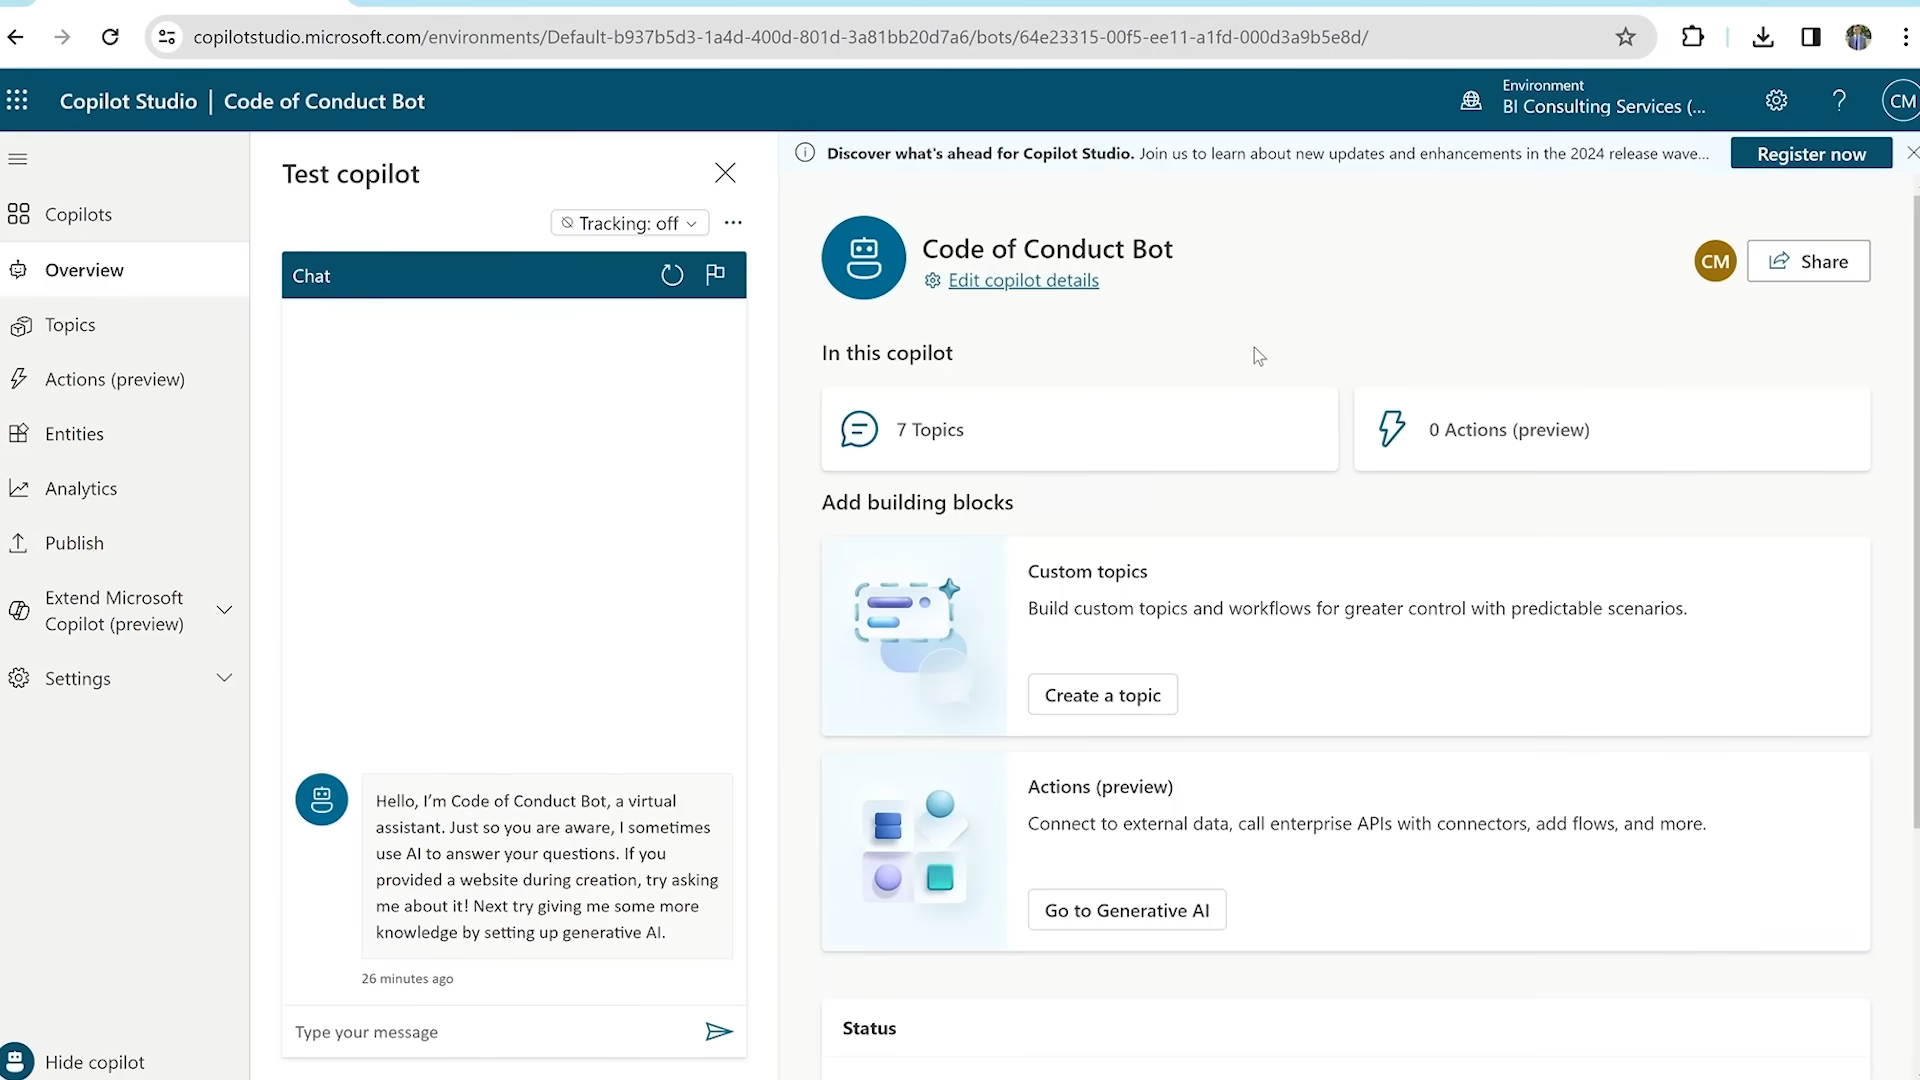 copilotstudio.microsoft.com/environments/Default-b937b5d3-1a4d-400d-801d-3a81bb20d7a6/bots/64e23315-00f5-ee11-a1fd-000d3a9b5e8d/
Copilot Studio | Code of Conduct Bot
Environment
BI Consulting Services (...
?
CM
Copilots
Overview
Topics
Actions (preview)
Entities
Analytics
Publish
Extend Microsoft
Copilot (preview)
Settings
Hide copilot
Test copilot
Tracking: off
Chat
Hello, I’m Code of Conduct Bot, a virtual
assistant. Just so you are aware, I sometimes
use AI to answer your questions. If you
provided a website during creation, try asking
me about it! Next try giving me some more
knowledge by setting up generative AI.
26 minutes ago
Type your message
Discover what's ahead for Copilot Studio. Join us to learn about new updates and enhancements in the 2024 release wave...
Register now
Code of Conduct Bot
Edit copilot details
CM
Share
In this copilot
7 Topics
0 Actions (preview)
Add building blocks
Custom topics
Build custom topics and workflows for greater control with predictable scenarios.
Create a topic
Actions (preview)
Connect to external data, call enterprise APIs with connectors, add flows, and more.
Go to Generative AI
Status